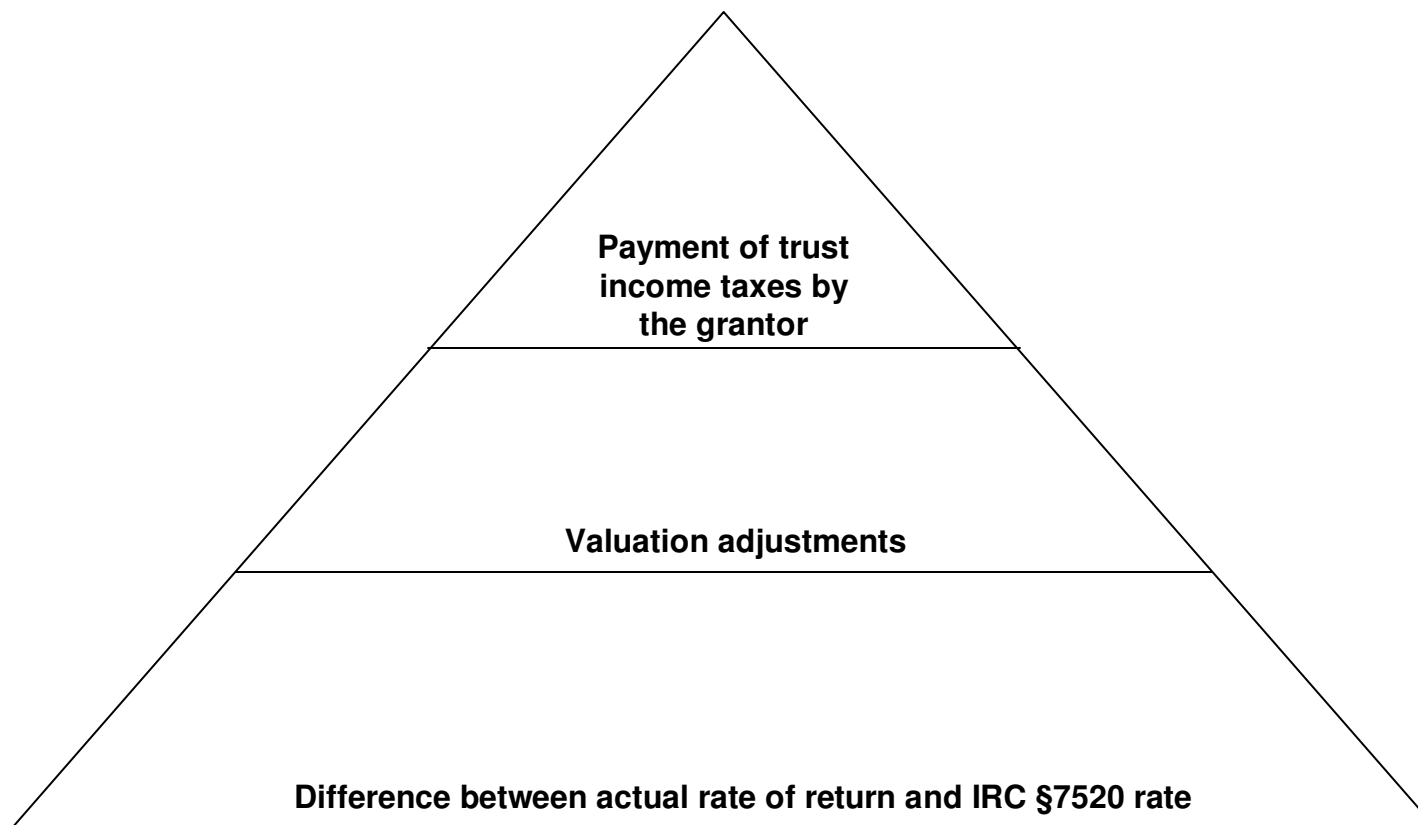 Payment of trust
income taxes by
the grantor
Valuation adjustments
Difference between actual rate of return and IRC §7520 rate